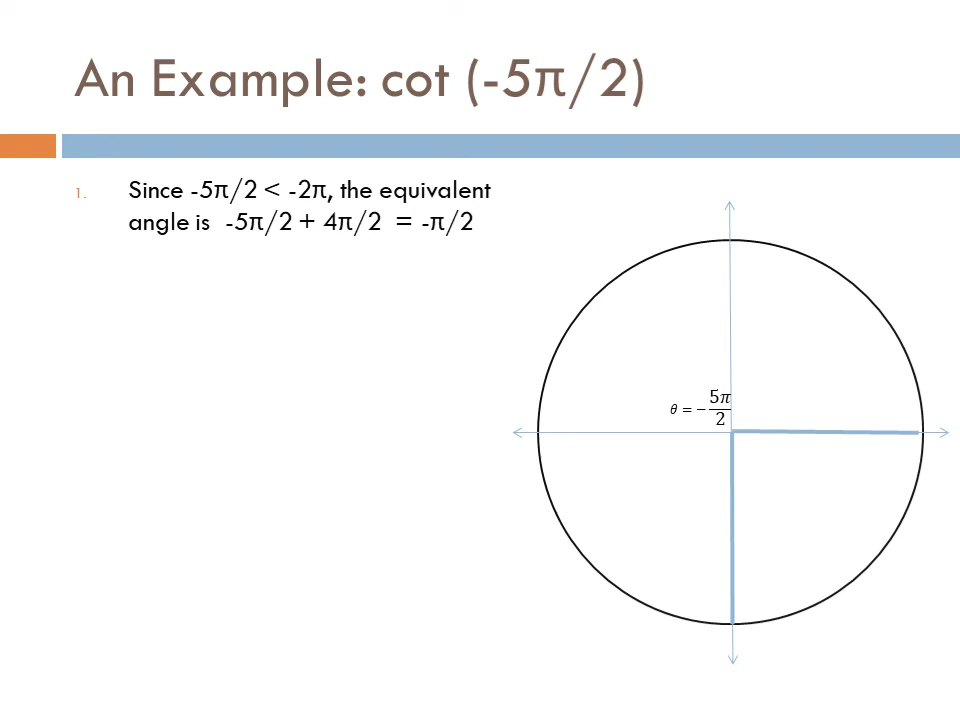 An Example: cot (-5π/2)
1. Since -5π/2 < -2π, the equivalent
angle is -5π/2 + 4π/2 = -π/2
θ = −5π/2